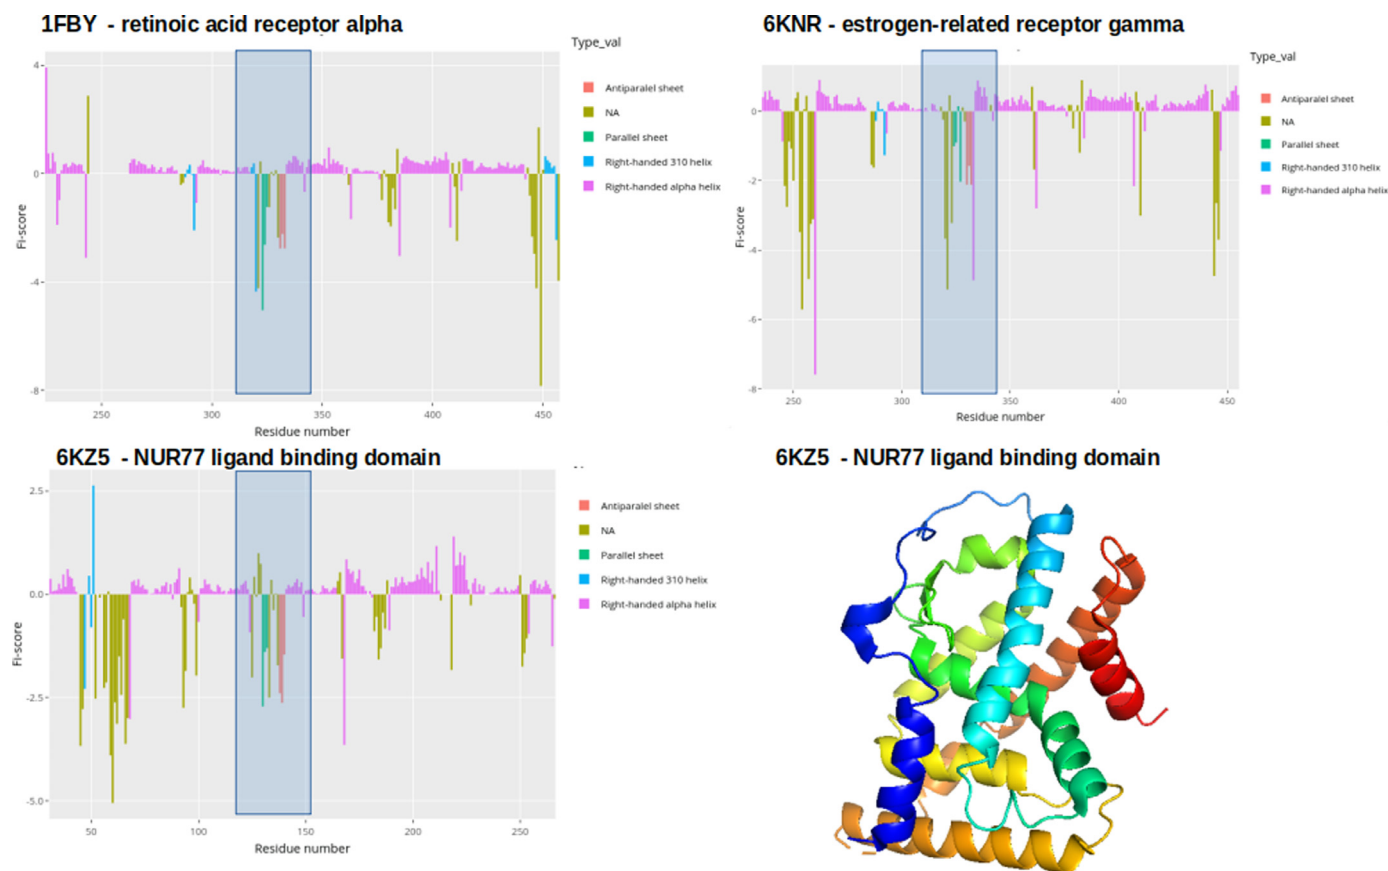 1FBY - retinoic acid receptor alpha
Type_val
Antiparalel sheet
NA
Parallel sheet
Right-handed 310 helix
Right-handed alpha helix
4
0
-4
-8
Fi-score
250
300
350
400
450
Residue number
6KNR - estrogen-related receptor gamma
Type_val
Antiparalel sheet
NA
Parallel sheet
Right-handed 310 helix
Right-handed alpha helix
0
-2
-4
-6
-8
Fi-score
250
300
350
400
450
Residue number
6KZ5 - NUR77 ligand binding domain
Antiparalel sheet
NA
Parallel sheet
Right-handed 310 helix
Right-handed alpha helix
2.5
0.0
-2.5
-5.0
Fi-score
50
100
150
200
250
Residue number
6KZ5 - NUR77 ligand binding domain